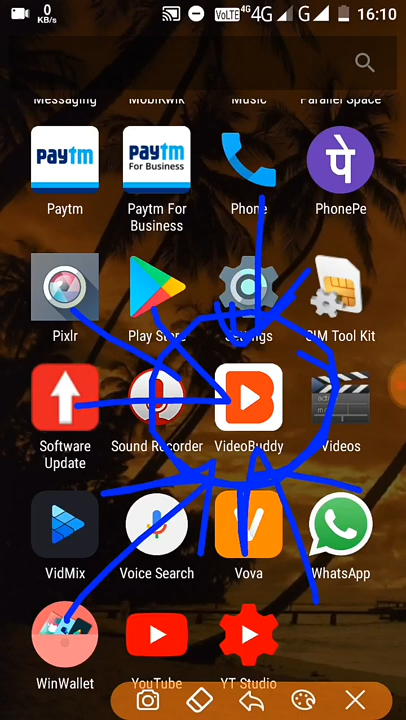 0
KB/s
VoLTE 4G 4G G 16:10
Messaging MobiKwik Music Parallel Space
paytm paytm For Business पे
Paytm Paytm For Business Phone PhonePe
Pixlr Play Store Settings SIM Tool Kit
Software Update Sound Recorder VideoBuddy Videos
VidMix Voice Search Vova WhatsApp
WinWallet YouTube YT Studio